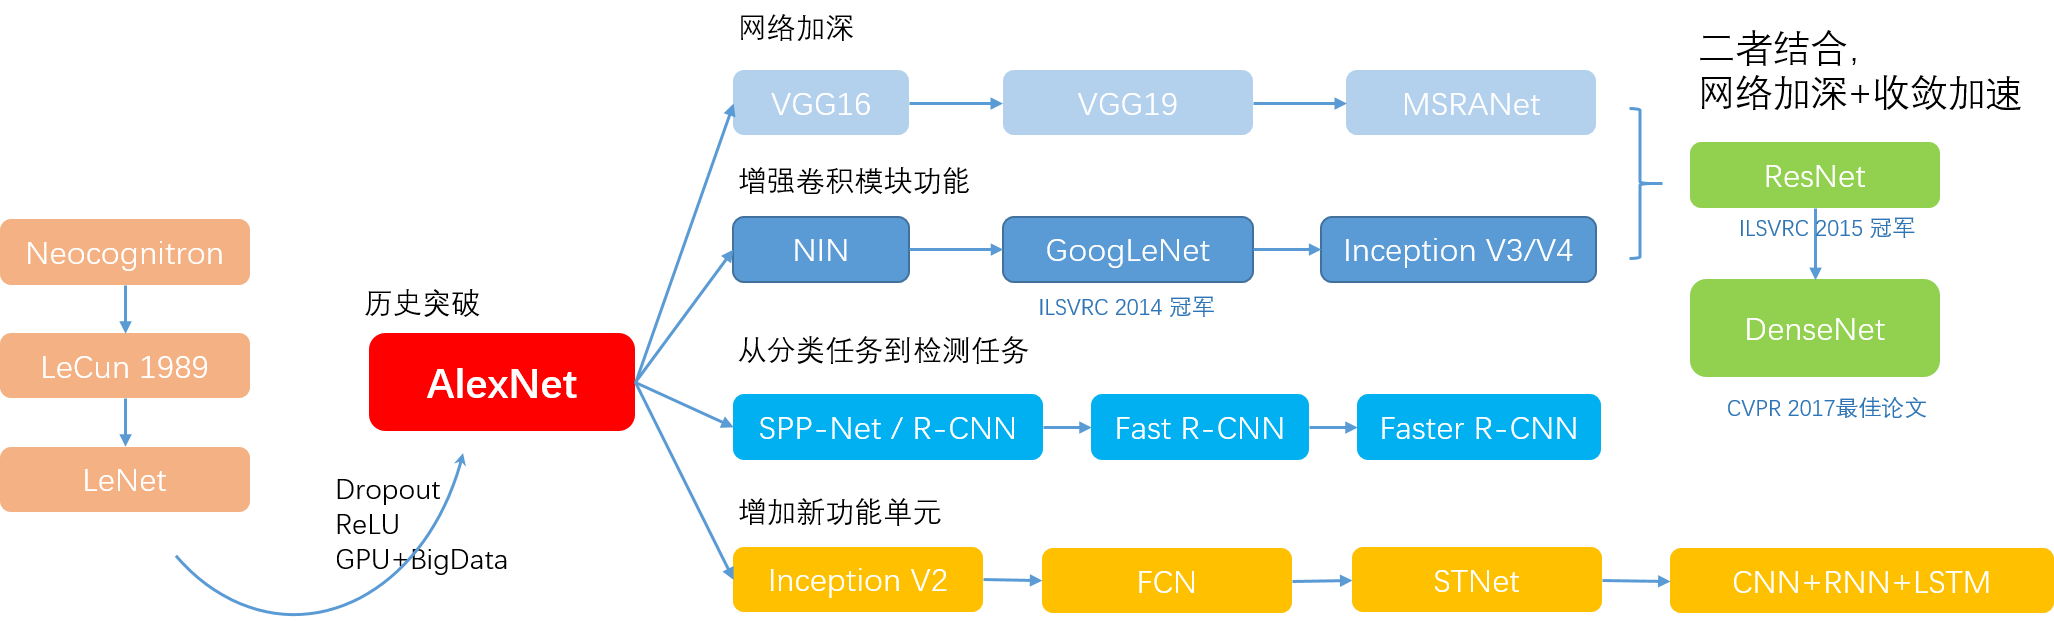 Neocognitron
LeCun 1989
LeNet
Dropout
ReLU
GPU+BigData
历史突破
AlexNet
网络加深
VGG16
VGG19
MSRANet
增强卷积模块功能
NIN
GoogLeNet
Inception V3/V4
ILSVRC 2014 冠军
从分类任务到检测任务
SPP-Net / R-CNN
Fast R-CNN
Faster R-CNN
增加新功能单元
Inception V2
FCN
STNet
CNN+RNN+LSTM
二者结合,
网络加深+收敛加速
ResNet
ILSVRC 2015 冠军
DenseNet
CVPR 2017最佳论文